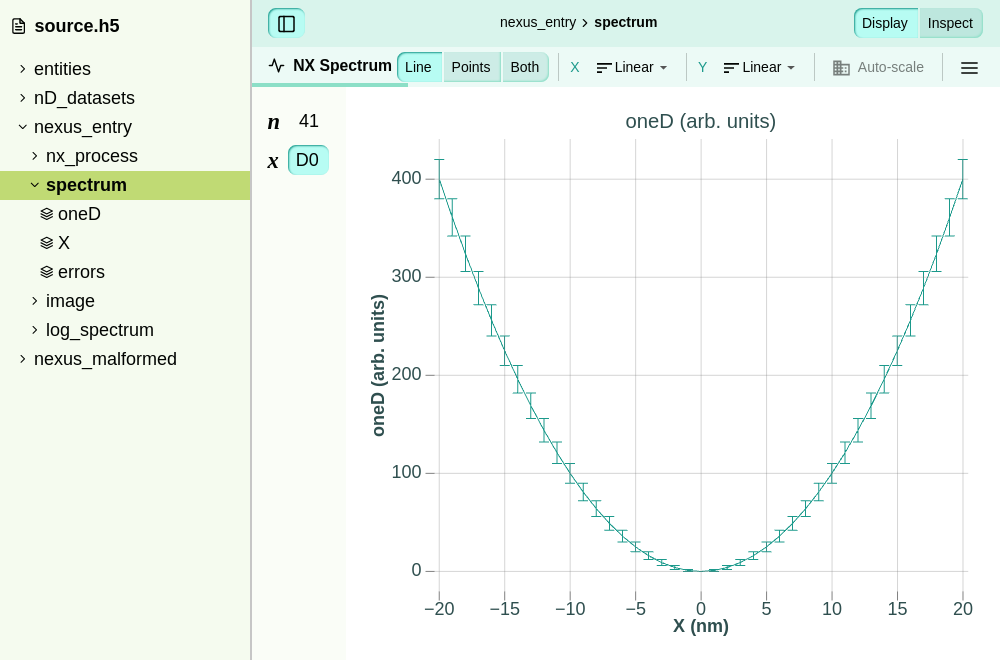 source.h5
entities
nD_datasets
nexus_entry
nx_process
spectrum
oneD
X
errors
image
log_spectrum
nexus_malformed
nexus_entry › spectrum
Display Inspect
NX Spectrum Line Points Both X Linear Y Linear Auto-scale
n 41
x D0
oneD (arb. units)
oneD (arb. units)
400
300
200
100
0
−20 −15 −10 −5 0 5 10 15 20
X (nm)